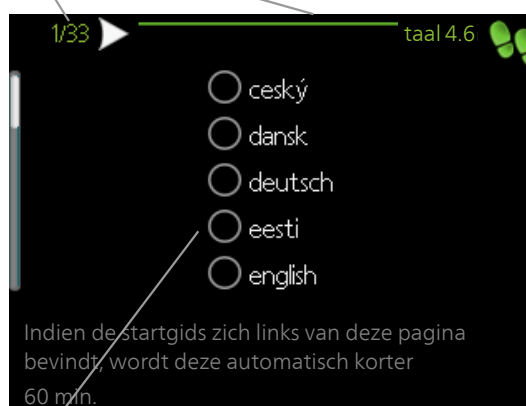 1/33
taal 4.6
ceský
dansk
deutsch
eesti
english
Indien de startgids zich links van deze pagina
bevindt, wordt deze automatisch korter
60 min.